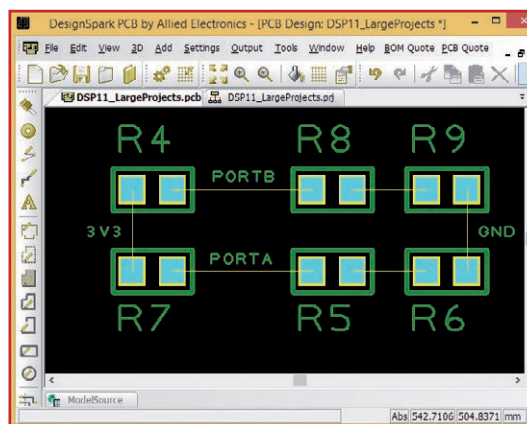 DesignSpark PCB by Allied Electronics - [PCB Design: DSP11_LargeProjects *]
File Edit View 3D Add Settings Output Tools Window Help BOM Quote PCB Quote
DSP11_LargeProjects.pcb DSP11_LargeProjects.prj
R4 R8 R9
PORTB
3V3 GND
PORTA
R7 R5 R6
ModelSource
Abs 542.7106 504.8371 mm